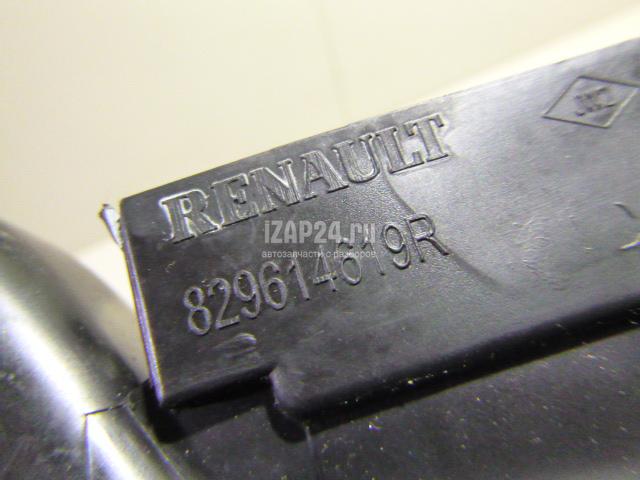 RENAULT
iZAP24.ru
автозапчасти с разборов
829614619R